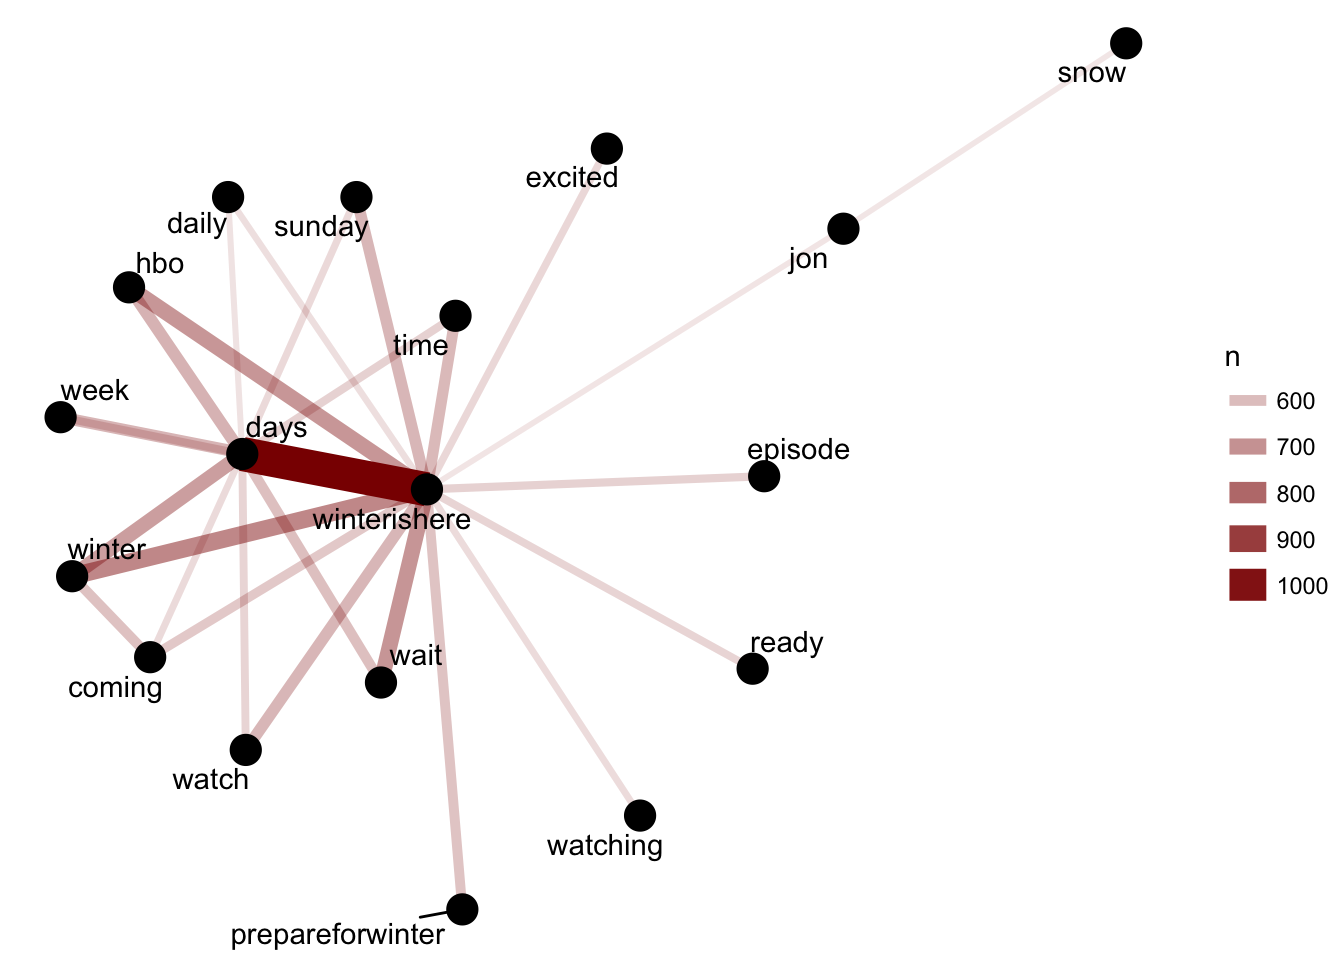 snow
excited
daily
sunday
jon
hbo
time
n
week
600
days
700
episode
800
winterishere
900
winter
1000
ready
wait
coming
watch
watching
prepareforwinter